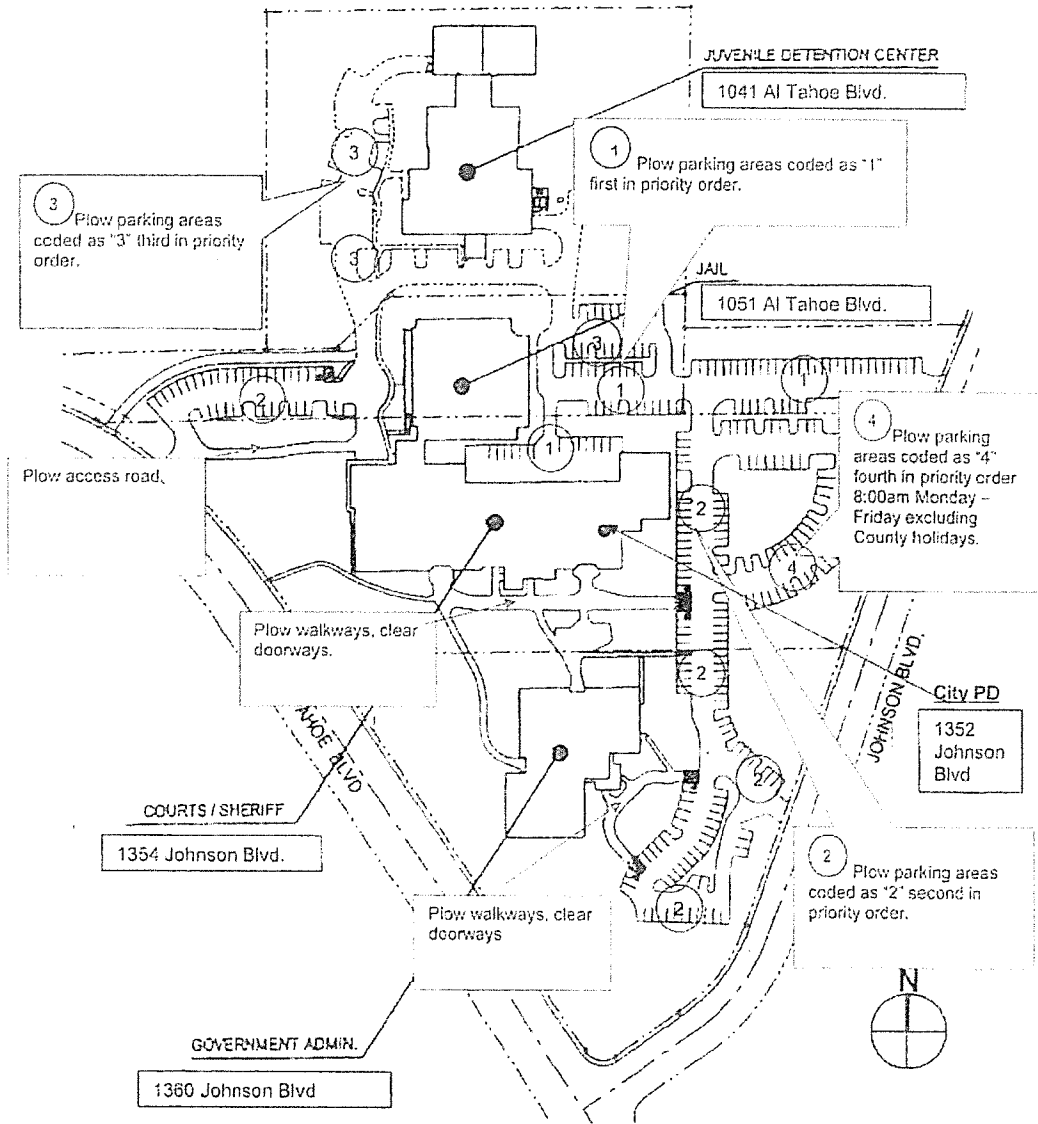 JUVENILE DETENTION CENTER
1041 Al Tahoe Blvd.
1 Plow parking areas coded as "1"
first in priority order.
3
3 Plow parking areas
coded as "3" third in priority
order.
3
JAIL
1051 Al Tahoe Blvd.
3
1
1
2
1
4 Plow parking
areas coded as "4"
fourth in priority order
8:00am Monday –
Friday excluding
County holidays.
Plow access road.
2
4
Plow walkways, clear
doorways.
2
City PD
1352
Johnson
Blvd
JOHNSON BLVD.
AHOE BLVD
2
COURTS / SHERIFF
1354 Johnson Blvd.
2 Plow parking areas
coded as "2" second in
priority order.
Plow walkways, clear
doorways
2
N
GOVERNMENT ADMIN.
1360 Johnson Blvd